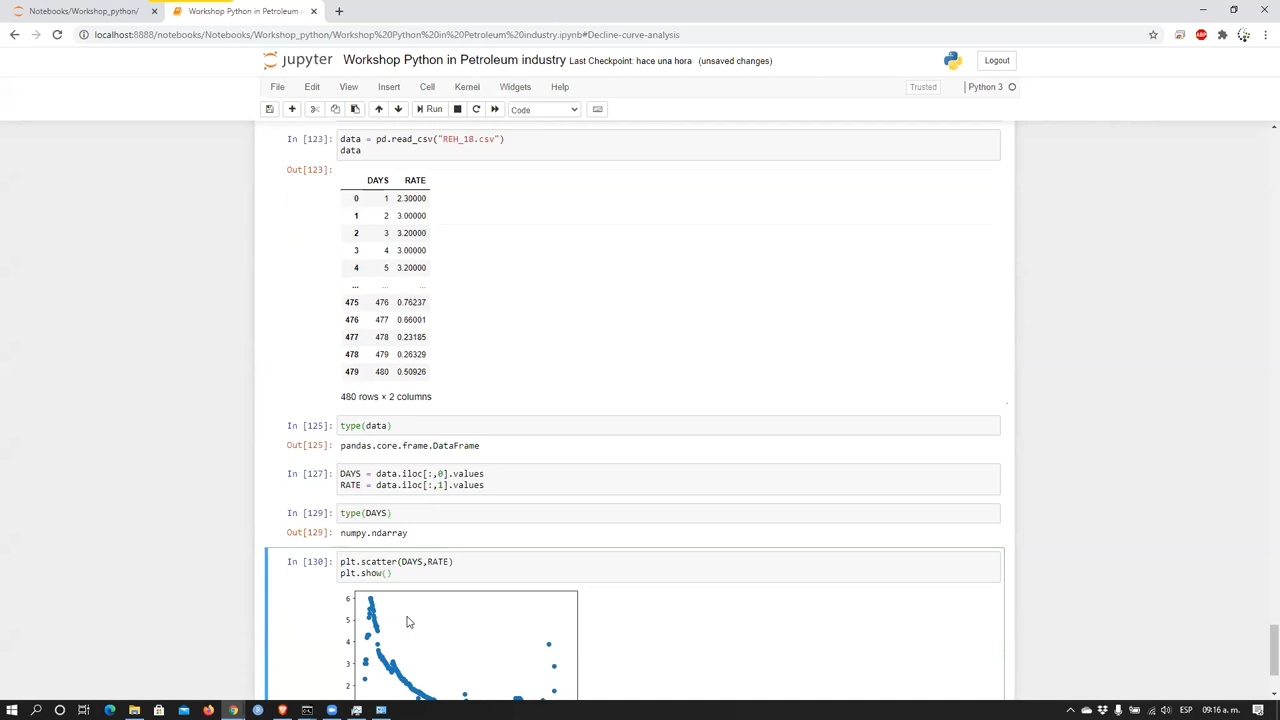 Notebooks/Workshop_python/
Workshop Python in Petroleum i
localhost:8888/notebooks/Notebooks/Workshop_python/Workshop%20Python%20in%20Petroleum%20industry.ipynb#Decline-curve-analysis
ABP
jupyter Workshop Python in Petroleum industry Last Checkpoint: hace una hora (unsaved changes)
Logout
File Edit View Insert Cell Kernel Widgets Help
Trusted
Python 3
Run
Code
In [123]: data = pd.read_csv("REH_18.csv")
data
Out[123]:
DAYS RATE
0 1 2.30000
1 2 3.00000
2 3 3.20000
3 4 3.00000
4 5 3.20000
... ... ...
475 476 0.76237
476 477 0.66001
477 478 0.23185
478 479 0.26329
479 480 0.50926
480 rows × 2 columns
In [125]: type(data)
Out[125]: pandas.core.frame.DataFrame
In [127]: DAYS = data.iloc[:,0].values
RATE = data.iloc[:,1].values
In [129]: type(DAYS)
Out[129]: numpy.ndarray
In [130]: plt.scatter(DAYS,RATE)
plt.show()
6
5
4
3
2
ESP
09:16 a. m.